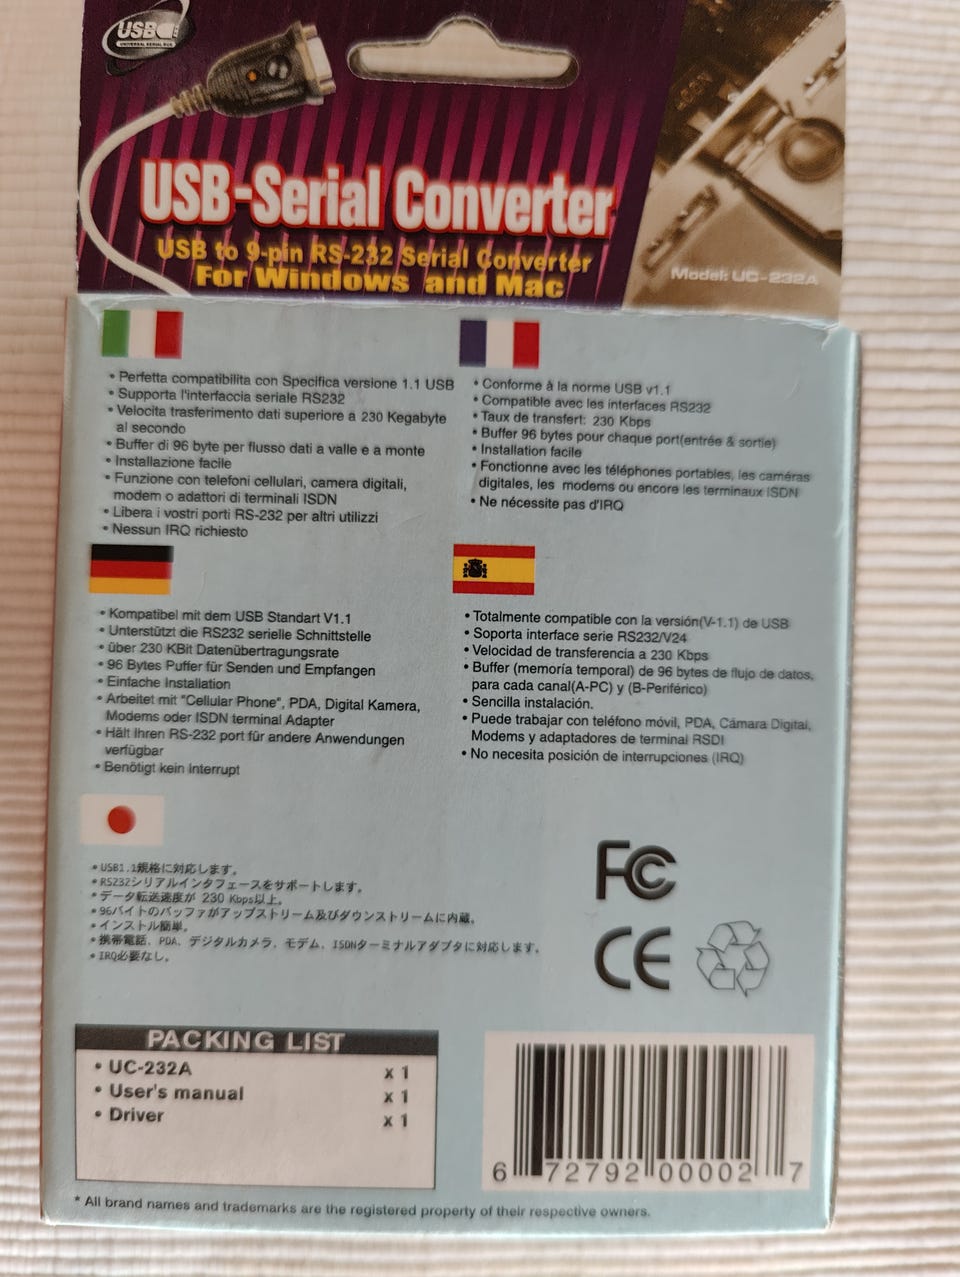 USB
UNIVERSAL SERIAL BUS
USB-Serial Converter
USB to 9-pin RS-232 Serial Converter
For Windows and Mac
Model: UC-232A
• Perfetta compatibilita con Specifica versione 1.1 USB
• Supporta l'interfaccia seriale RS232
• Velocita trasferimento dati superiore a 230 Kegabyte
al secondo
• Buffer di 96 byte per flusso dati a valle e a monte
• Installazione facile
• Funzione con telefoni cellulari, camera digitali,
modem o adattori di terminali ISDN
• Libera i vostri porti RS-232 per altri utilizzi
• Nessun IRQ richiesto
• Conforme à la norme USB v1.1
• Compatible avec les interfaces RS232
• Taux de transfert: 230 Kbps
• Buffer 96 bytes pour chaque port(entrée & sortie)
• Installation facile
• Fonctionne avec les téléphones portables, les caméras
digitales, les modems ou encore les terminaux ISDN
• Ne nécessite pas d'IRQ
• Kompatibel mit dem USB Standart V1.1
• Unterstützt die RS232 serielle Schnittstelle
• über 230 KBit Datenübertragungsrate
• 96 Bytes Puffer für Senden und Empfangen
• Einfache Installation
• Arbeitet mit "Cellular Phone", PDA, Digital Kamera,
Modems oder ISDN terminal Adapter
• Hält Ihren RS-232 port für andere Anwendungen
verfügbar
• Benötigt kein Interrupt
• Totalmente compatible con la versión(V-1.1) de USB
• Soporta interface serie RS232/V24
• Velocidad de transferencia a 230 Kbps
• Buffer (memoría temporal) de 96 bytes de flujo de datos,
para cada canal(A-PC) y (B-Periférico)
• Sencilla instalación.
• Puede trabajar con teléfono móvil, PDA, Cámara Digital,
Modems y adaptadores de terminal RSDI
• No necesita posición de interrupciones (IRQ)
• USB1.1規格に対応します。
• RS232シリアルインタフェースをサポートします。
• データ転送速度が 230 Kbps以上。
• 96バイトのバッファがアップストリーム及びダウンストリームに内蔵。
• インストル簡単。
• 携帯電話、PDA、デジタルカメラ、モデム、ISDNターミナルアダプタに対応します。
• IRQ必要なし。
FC
CE
PACKING LIST
• UC-232A x 1
• User's manual x 1
• Driver x 1
6 72792 00002 7
* All brand names and trademarks are the registered property of their respective owners.